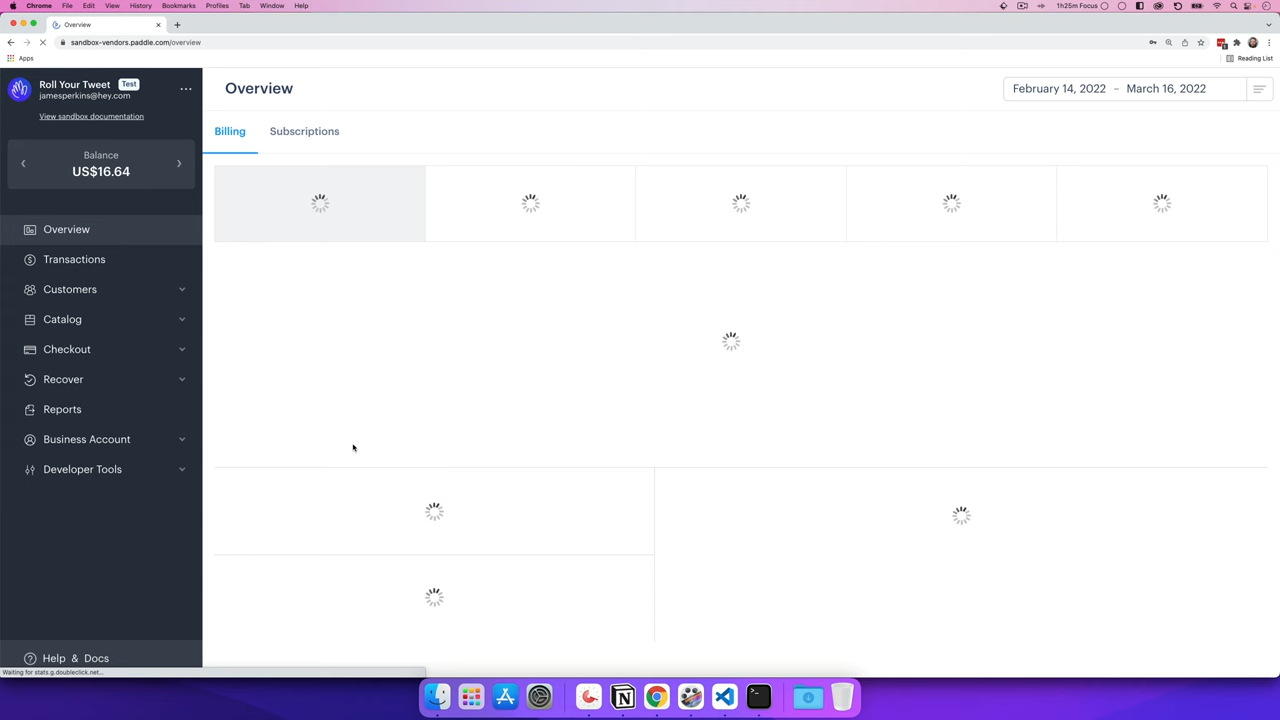 Chrome File Edit View History Bookmarks Profiles Tab Window Help 1h25m Focus
Overview
sandbox-vendors.paddle.com/overview
Apps
Reading List
Roll Your Tweet Test
jamesperkins@hey.com
View sandbox documentation
Balance
US$16.64
Overview
Transactions
Customers
Catalog
Checkout
Recover
Reports
Business Account
Developer Tools
Help & Docs
Waiting for stats.g.doubleclick.net...
Overview
February 14, 2022 – March 16, 2022
Billing Subscriptions